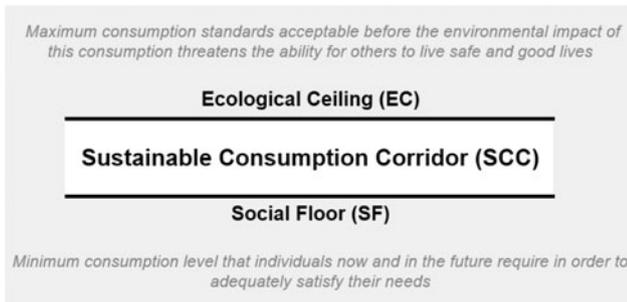 Maximum consumption standards acceptable before the environmental impact of
this consumption threatens the ability for others to live safe and good lives
Ecological Ceiling (EC)
Sustainable Consumption Corridor (SCC)
Social Floor (SF)
Minimum consumption level that individuals now and in the future require in order to
adequately satisfy their needs